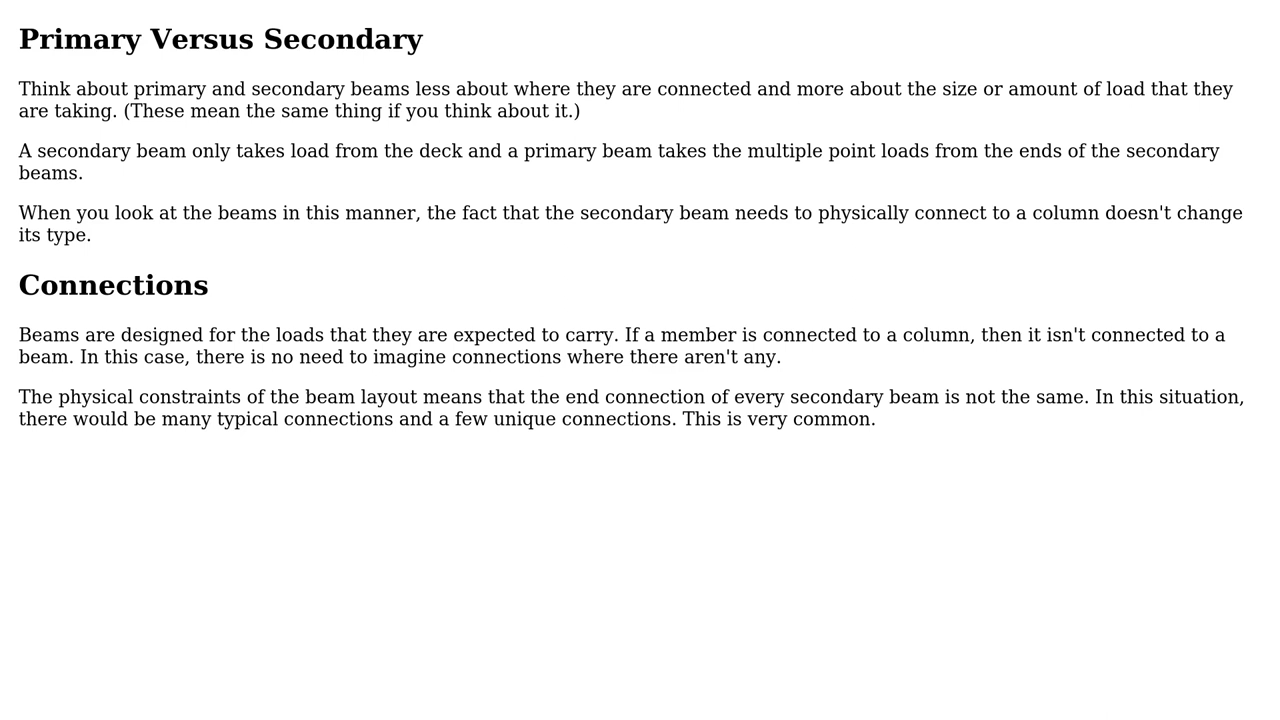 Primary Versus Secondary
Think about primary and secondary beams less about where they are connected and more about the size or amount of load that they
are taking. (These mean the same thing if you think about it.)
A secondary beam only takes load from the deck and a primary beam takes the multiple point loads from the ends of the secondary
beams.
When you look at the beams in this manner, the fact that the secondary beam needs to physically connect to a column doesn't change
its type.
Connections
Beams are designed for the loads that they are expected to carry. If a member is connected to a column, then it isn't connected to a
beam. In this case, there is no need to imagine connections where there aren't any.
The physical constraints of the beam layout means that the end connection of every secondary beam is not the same. In this situation,
there would be many typical connections and a few unique connections. This is very common.